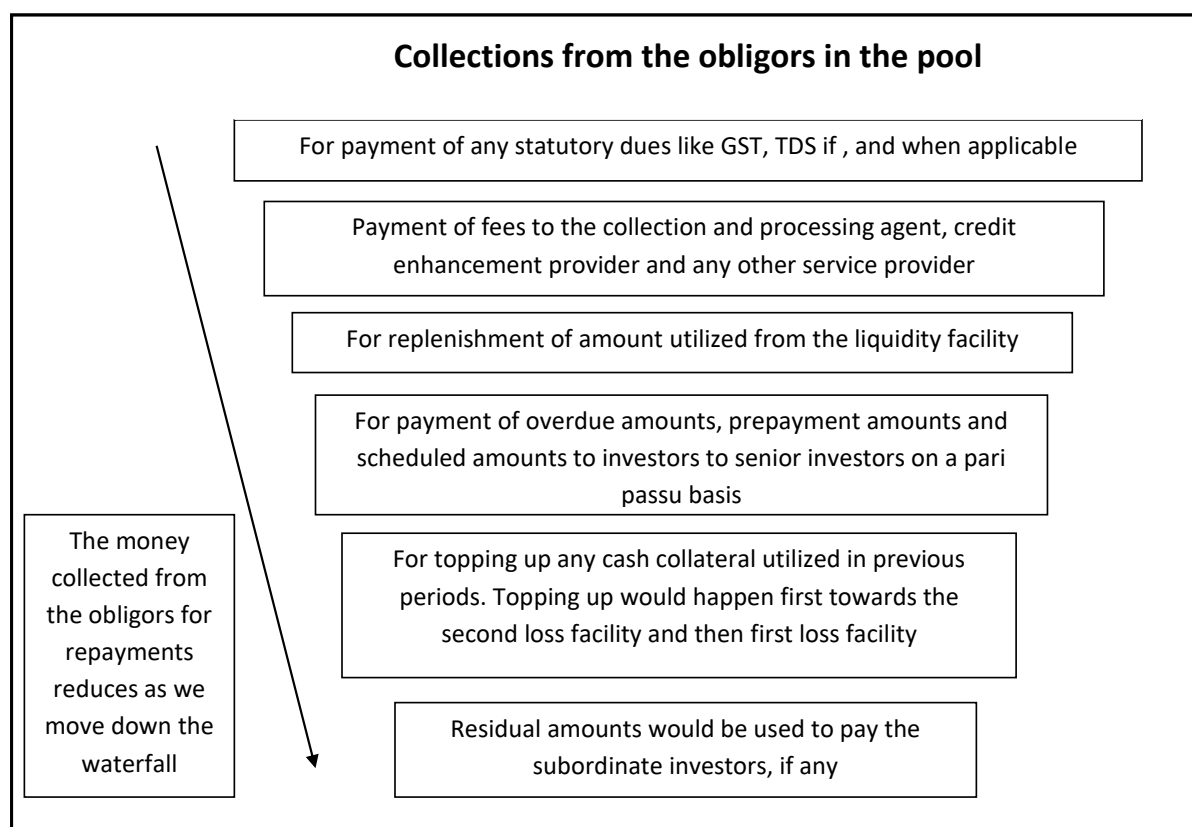 Collections from the obligors in the pool
For payment of any statutory dues like GST, TDS if , and when applicable
Payment of fees to the collection and processing agent, credit
enhancement provider and any other service provider
For replenishment of amount utilized from the liquidity facility
For payment of overdue amounts, prepayment amounts and
scheduled amounts to investors to senior investors on a pari
passu basis
For topping up any cash collateral utilized in previous
periods. Topping up would happen first towards the
second loss facility and then first loss facility
Residual amounts would be used to pay the
subordinate investors, if any
The money
collected from
the obligors for
repayments
reduces as we
move down the
waterfall